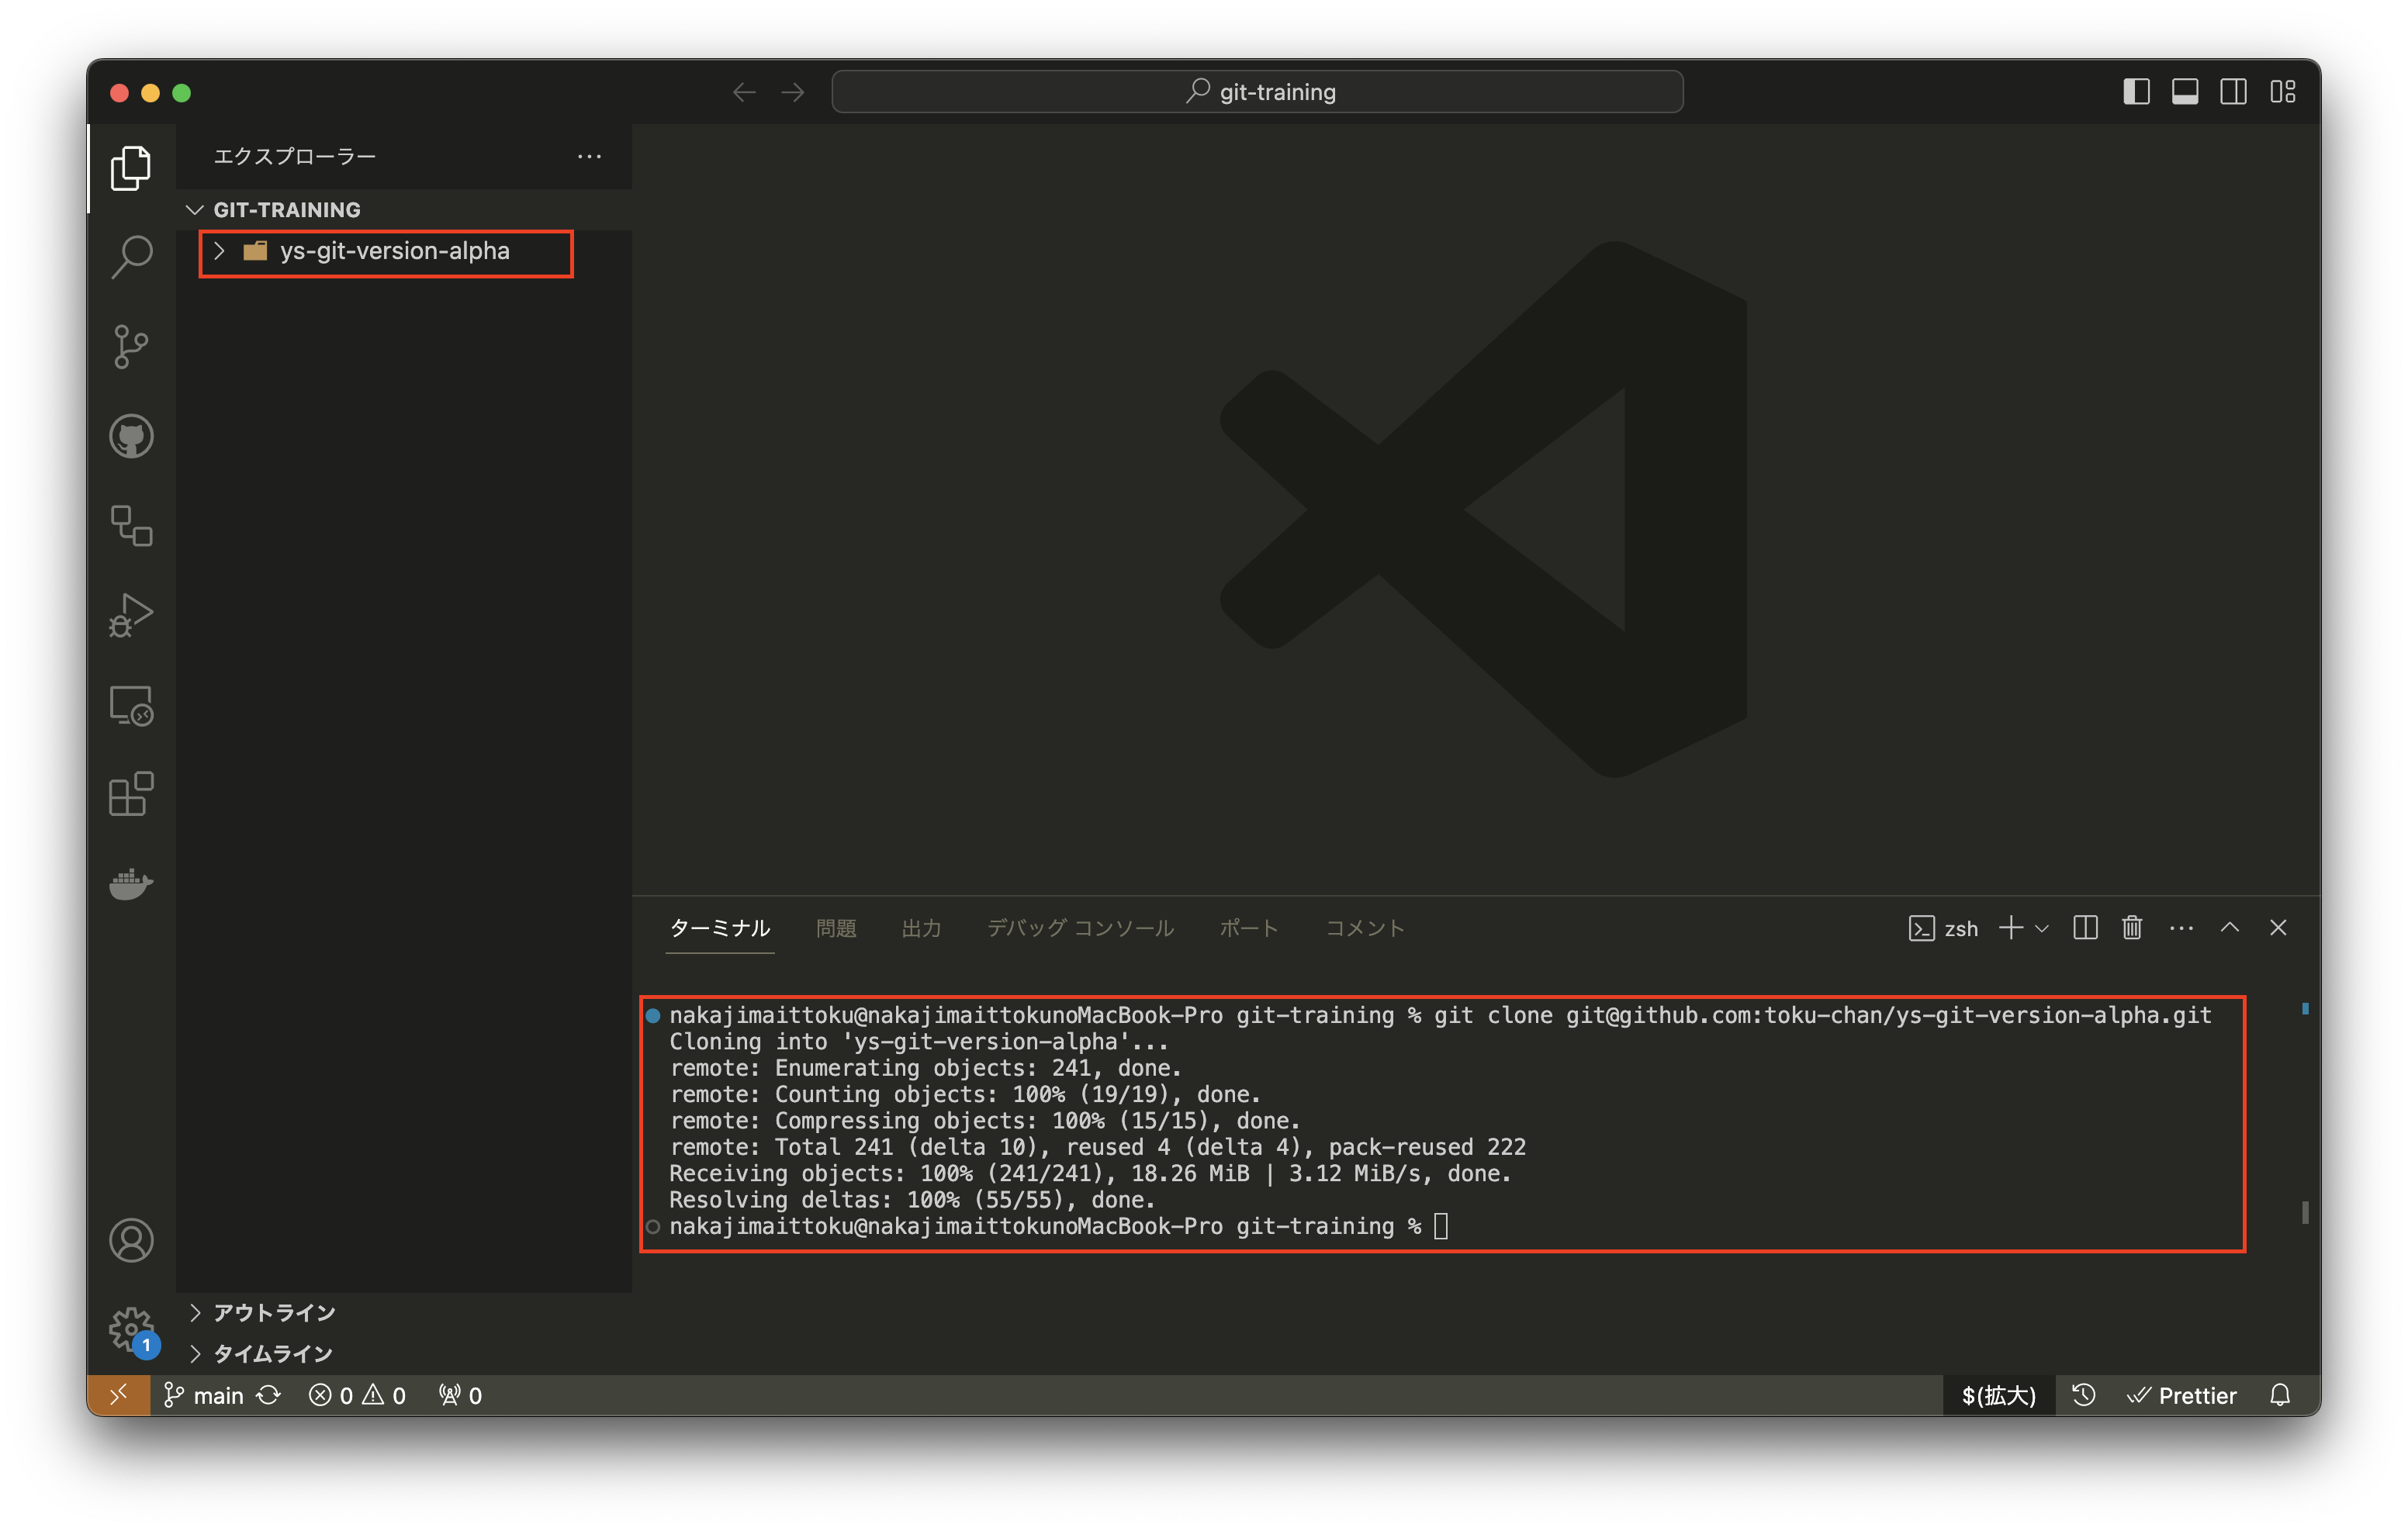 git-training
エクスプローラー
GIT-TRAINING
ys-git-version-alpha
ターミナル 問題 出力 デバッグ コンソール ポート コメント zsh
nakajimaittoku@nakajimaittokunoMacBook-Pro git-training % git clone git@github.com:toku-chan/ys-git-version-alpha.git
Cloning into 'ys-git-version-alpha'...
remote: Enumerating objects: 241, done.
remote: Counting objects: 100% (19/19), done.
remote: Compressing objects: 100% (15/15), done.
remote: Total 241 (delta 10), reused 4 (delta 4), pack-reused 222
Receiving objects: 100% (241/241), 18.26 MiB | 3.12 MiB/s, done.
Resolving deltas: 100% (55/55), done.
nakajimaittoku@nakajimaittokunoMacBook-Pro git-training %
アウトライン
1
タイムライン
main 0 0 0 $(拡大) Prettier